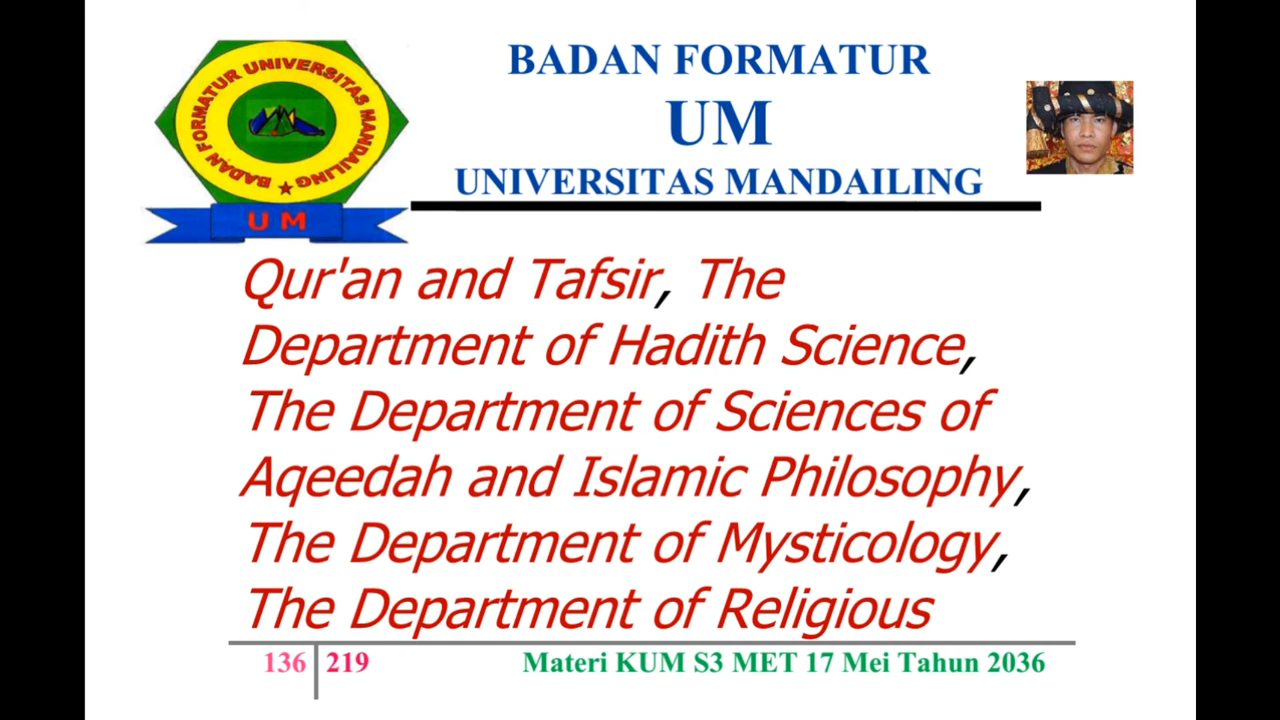 BADAN FORMATUR UNIVERSITAS MANDAILING
UM
BADAN FORMATUR
UM
UNIVERSITAS MANDAILING
Qur'an and Tafsir, The
Department of Hadith Science,
The Department of Sciences of
Aqeedah and Islamic Philosophy,
The Department of Mysticology,
The Department of Religious
136 219 Materi KUM S3 MET 17 Mei Tahun 2036